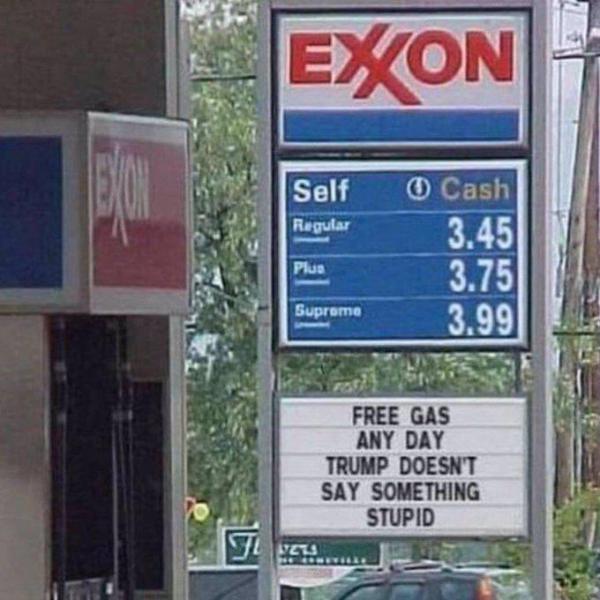 EXXON
EXXON
Self Cash
Regular 3.45
Plus 3.75
Supreme 3.99
FREE GAS
ANY DAY
TRUMP DOESN'T
SAY SOMETHING
STUPID